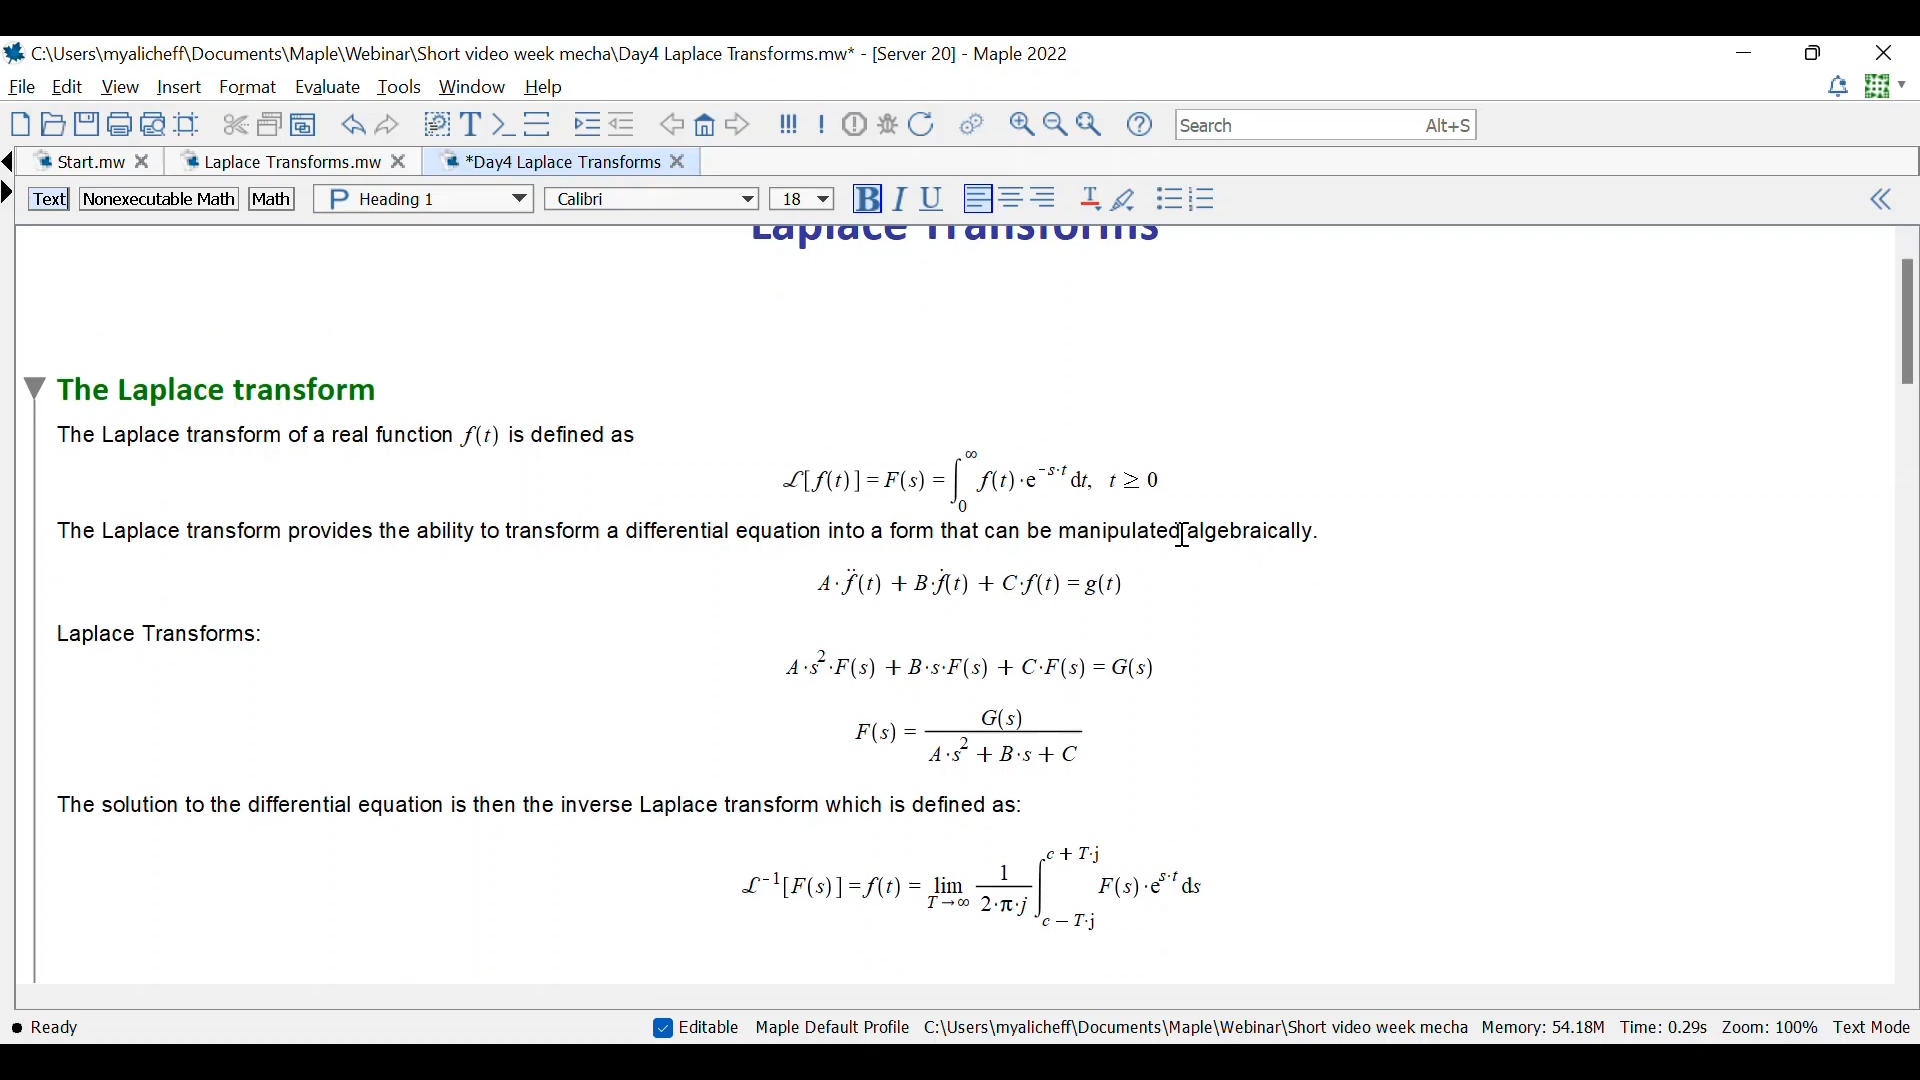 C:\Users\myalicheff\Documents\Maple\Webinar\Short video week mecha\Day4 Laplace Transforms.mw* - [Server 20] - Maple 2022
File Edit View Insert Format Evaluate Tools Window Help
Search Alt+S
Start.mw Laplace Transforms.mw *Day4 Laplace Transforms
Text Nonexecutable Math Math P Heading 1 Calibri 18 B I U
Laplace Transforms
The Laplace transform
The Laplace transform of a real function f(t) is defined as
ℒ[f(t)] = F(s) = ∫_0^∞ f(t)·e^(-s·t) dt, t ≥ 0
The Laplace transform provides the ability to transform a differential equation into a form that can be manipulated algebraically.
A·f̈(t) + B·ḟ(t) + C·f(t) = g(t)
Laplace Transforms:
A·s²·F(s) + B·s·F(s) + C·F(s) = G(s)
F(s) = G(s) / (A·s² + B·s + C)
The solution to the differential equation is then the inverse Laplace transform which is defined as:
ℒ⁻¹[F(s)] = f(t) = lim_(T→∞) 1/(2·π·j) ∫_(c − T·j)^(c + T·j) F(s)·e^(s·t) ds
Ready Editable Maple Default Profile C:\Users\myalicheff\Documents\Maple\Webinar\Short video week mecha Memory: 54.18M Time: 0.29s Zoom: 100% Text Mode